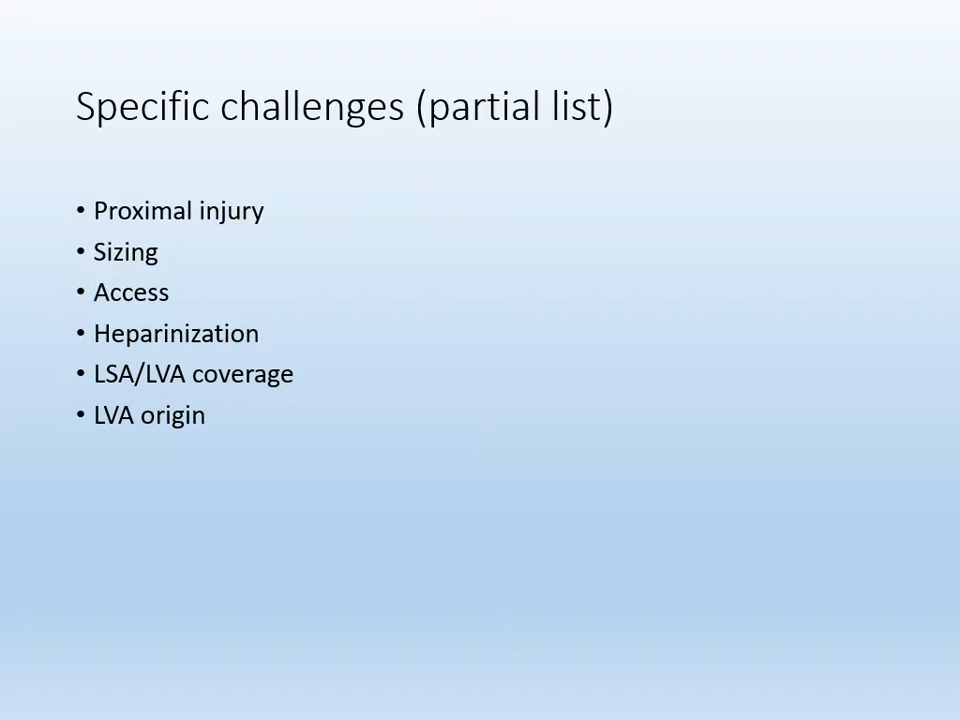 Specific challenges (partial list)
• Proximal injury
• Sizing
• Access
• Heparinization
• LSA/LVA coverage
• LVA origin